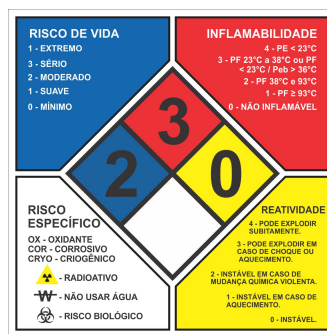 RISCO DE VIDA
1 - EXTREMO
3 - SÉRIO
2 - MODERADO
1 - SUAVE
0 - MÍNIMO
INFLAMABILIDADE
4 - PE < 23°C
3 - PF 23°C a 38°C ou PF
< 23°C / Peb > 36°C
2 - PF 38°C e 93°C
1 - PF ≥ 93°C
0 - NÃO INFLAMÁVEL
3
2
0
RISCO
ESPECÍFICO
OX - OXIDANTE
COR - CORROSIVO
CRYO - CRIOGÊNICO
- RADIOATIVO
W - NÃO USAR ÁGUA
- RISCO BIOLÓGICO
REATIVIDADE
4 - PODE EXPLODIR
SUBITAMENTE.
3 - PODE EXPLODIR EM
CASO DE CHOQUE OU
AQUECIMENTO.
2 - INSTÁVEL EM CASO DE
MUDANÇA QUÍMICA VIOLENTA.
1 - INSTÁVEL EM CASO DE
AQUECIMENTO.
0 - INSTÁVEL.